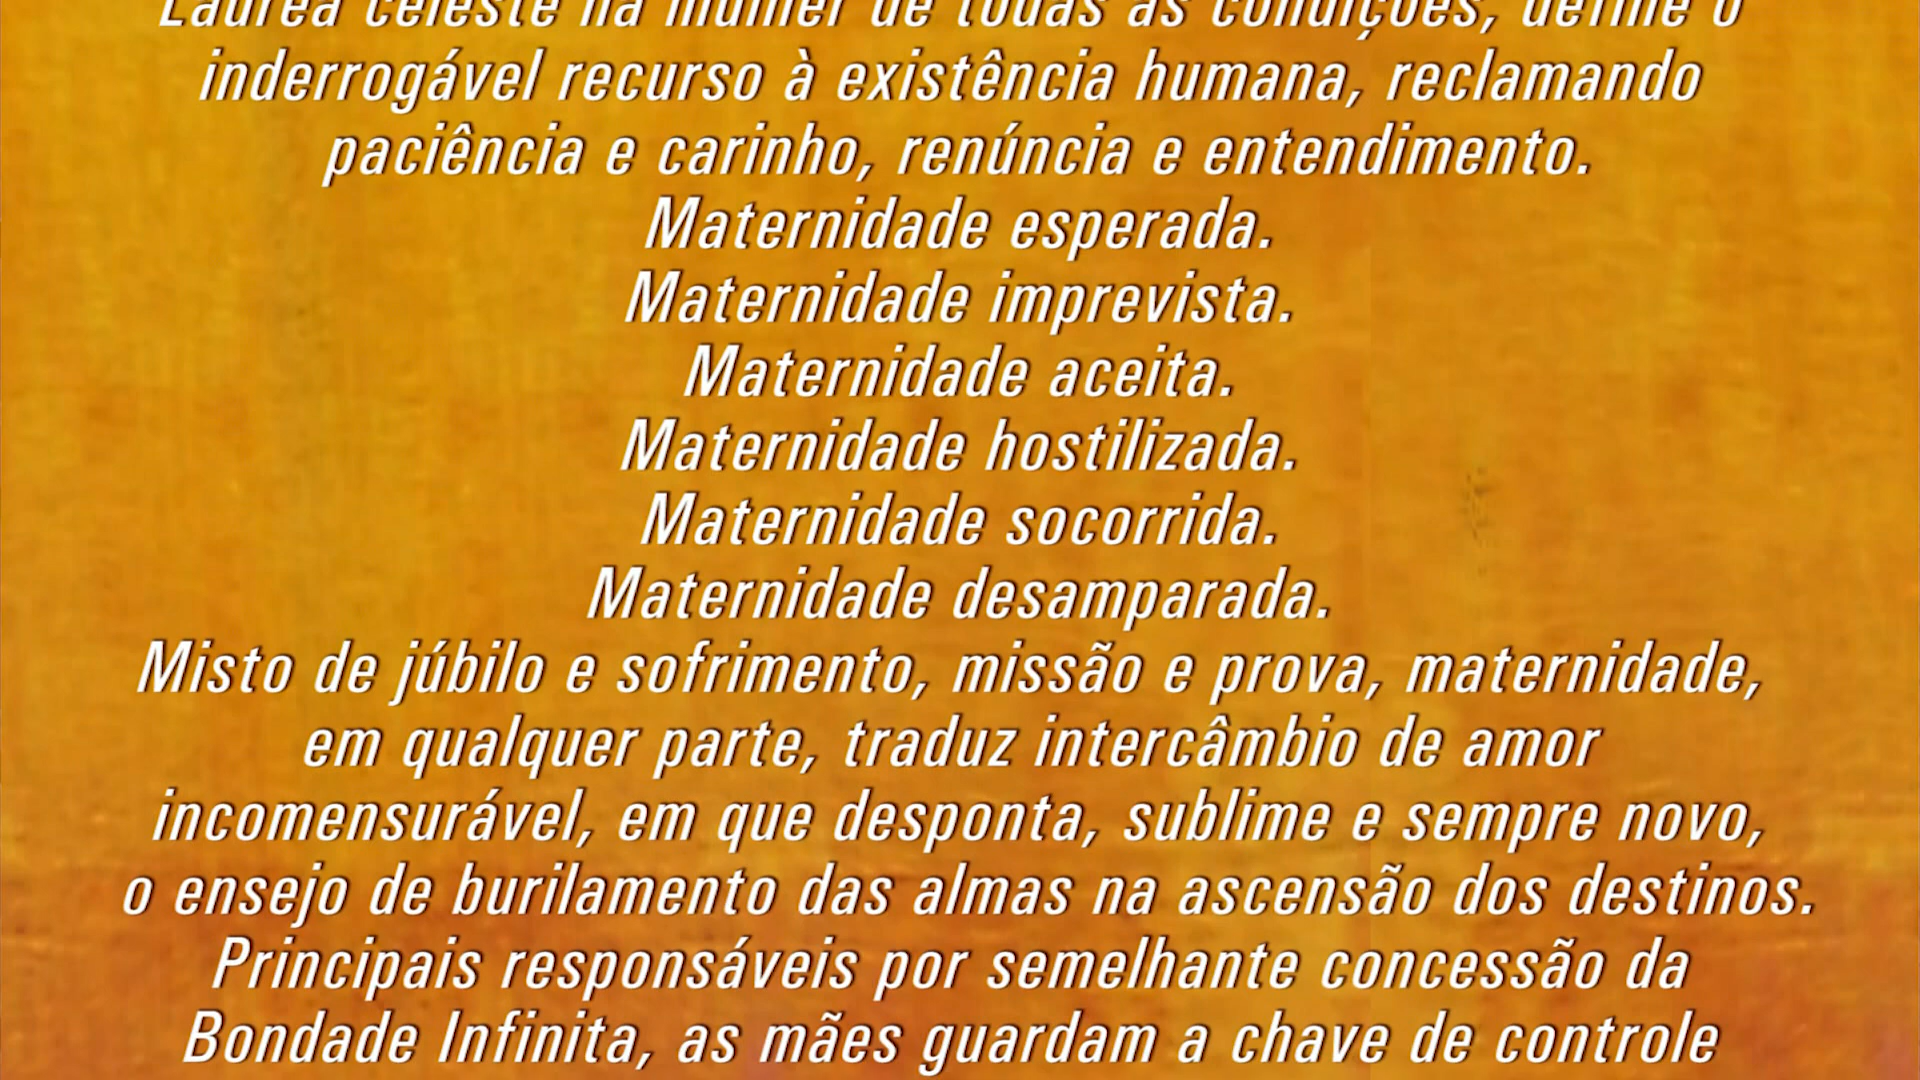 Láurea celeste na mulher de todas as condições, define o
inderrogável recurso à existência humana, reclamando
paciência e carinho, renúncia e entendimento.
Maternidade esperada.
Maternidade imprevista.
Maternidade aceita.
Maternidade hostilizada.
Maternidade socorrida.
Maternidade desamparada.
Misto de júbilo e sofrimento, missão e prova, maternidade,
em qualquer parte, traduz intercâmbio de amor
incomensurável, em que desponta, sublime e sempre novo,
o ensejo de burilamento das almas na ascensão dos destinos.
Principais responsáveis por semelhante concessão da
Bondade Infinita, as mães guardam a chave de controle